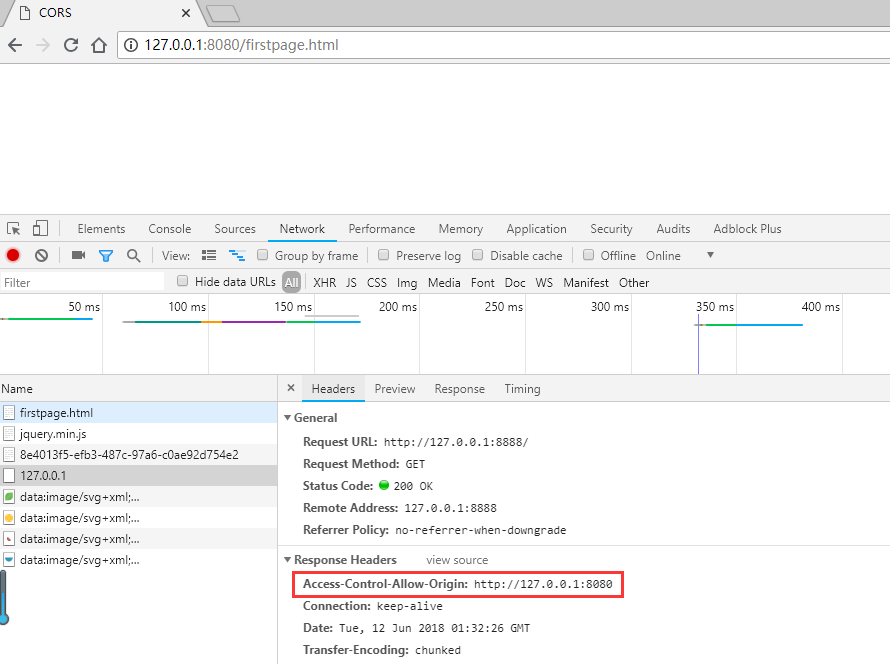 CORS
127.0.0.1:8080/firstpage.html
Elements Console Sources Network Performance Memory Application Security Audits Adblock Plus
View: Group by frame Preserve log Disable cache Offline Online
Filter Hide data URLs All XHR JS CSS Img Media Font Doc WS Manifest Other
50 ms 100 ms 150 ms 200 ms 250 ms 300 ms 350 ms 400 ms
Name
firstpage.html
jquery.min.js
8e4013f5-efb3-487c-97a6-c0ae92d754e2
127.0.0.1
data:image/svg+xml;...
data:image/svg+xml;...
data:image/svg+xml;...
data:image/svg+xml;...
Headers Preview Response Timing
General
Request URL: http://127.0.0.1:8888/
Request Method: GET
Status Code: 200 OK
Remote Address: 127.0.0.1:8888
Referrer Policy: no-referrer-when-downgrade
Response Headers view source
Access-Control-Allow-Origin: http://127.0.0.1:8080
Connection: keep-alive
Date: Tue, 12 Jun 2018 01:32:26 GMT
Transfer-Encoding: chunked